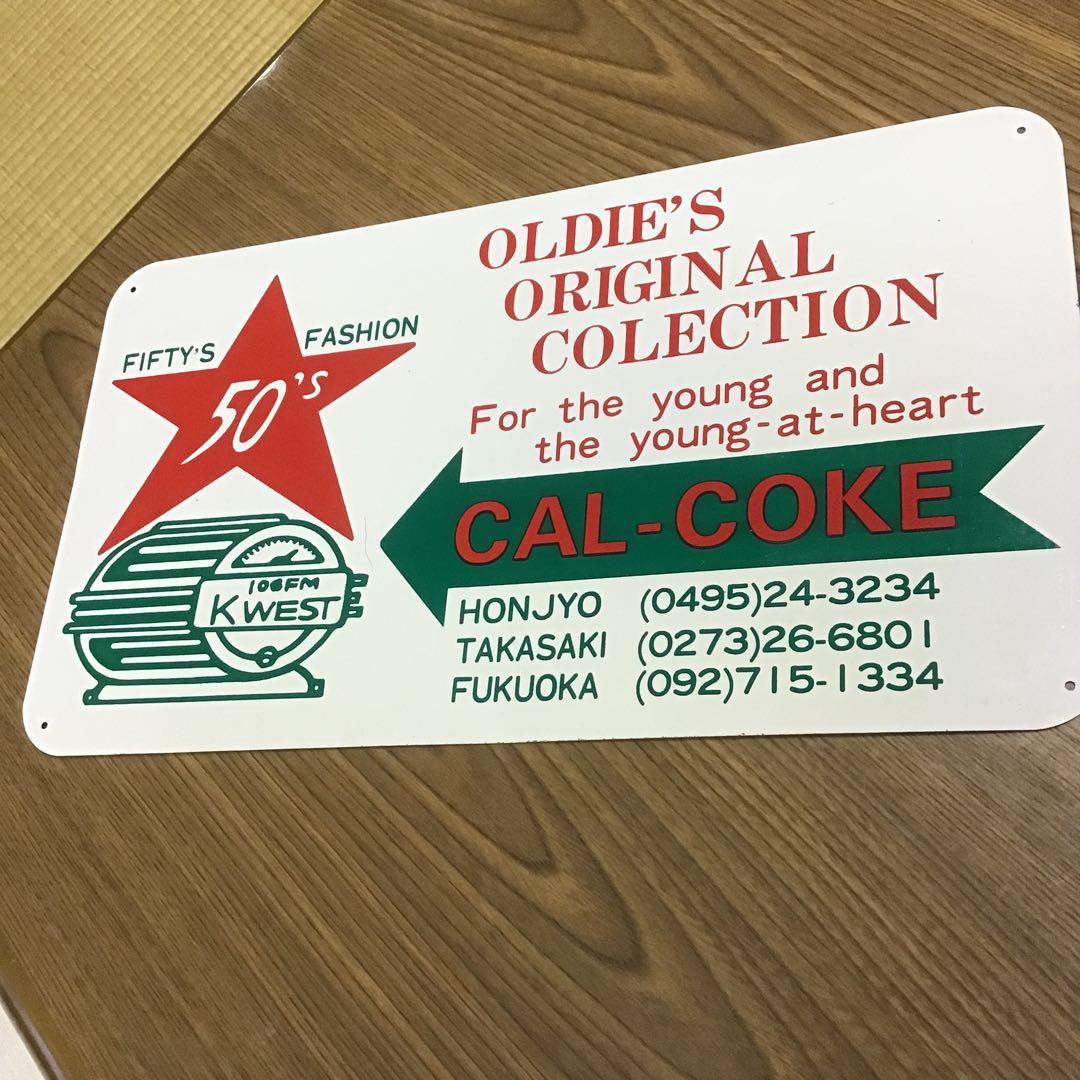 FIFTY'S FASHION
50's
106FM
KWEST
OLDIE'S
ORIGINAL
COLECTION
For the young and
the young-at-heart
CAL-COKE
HONJYO (0495)24-3234
TAKASAKI (0273)26-6801
FUKUOKA (092)715-1334